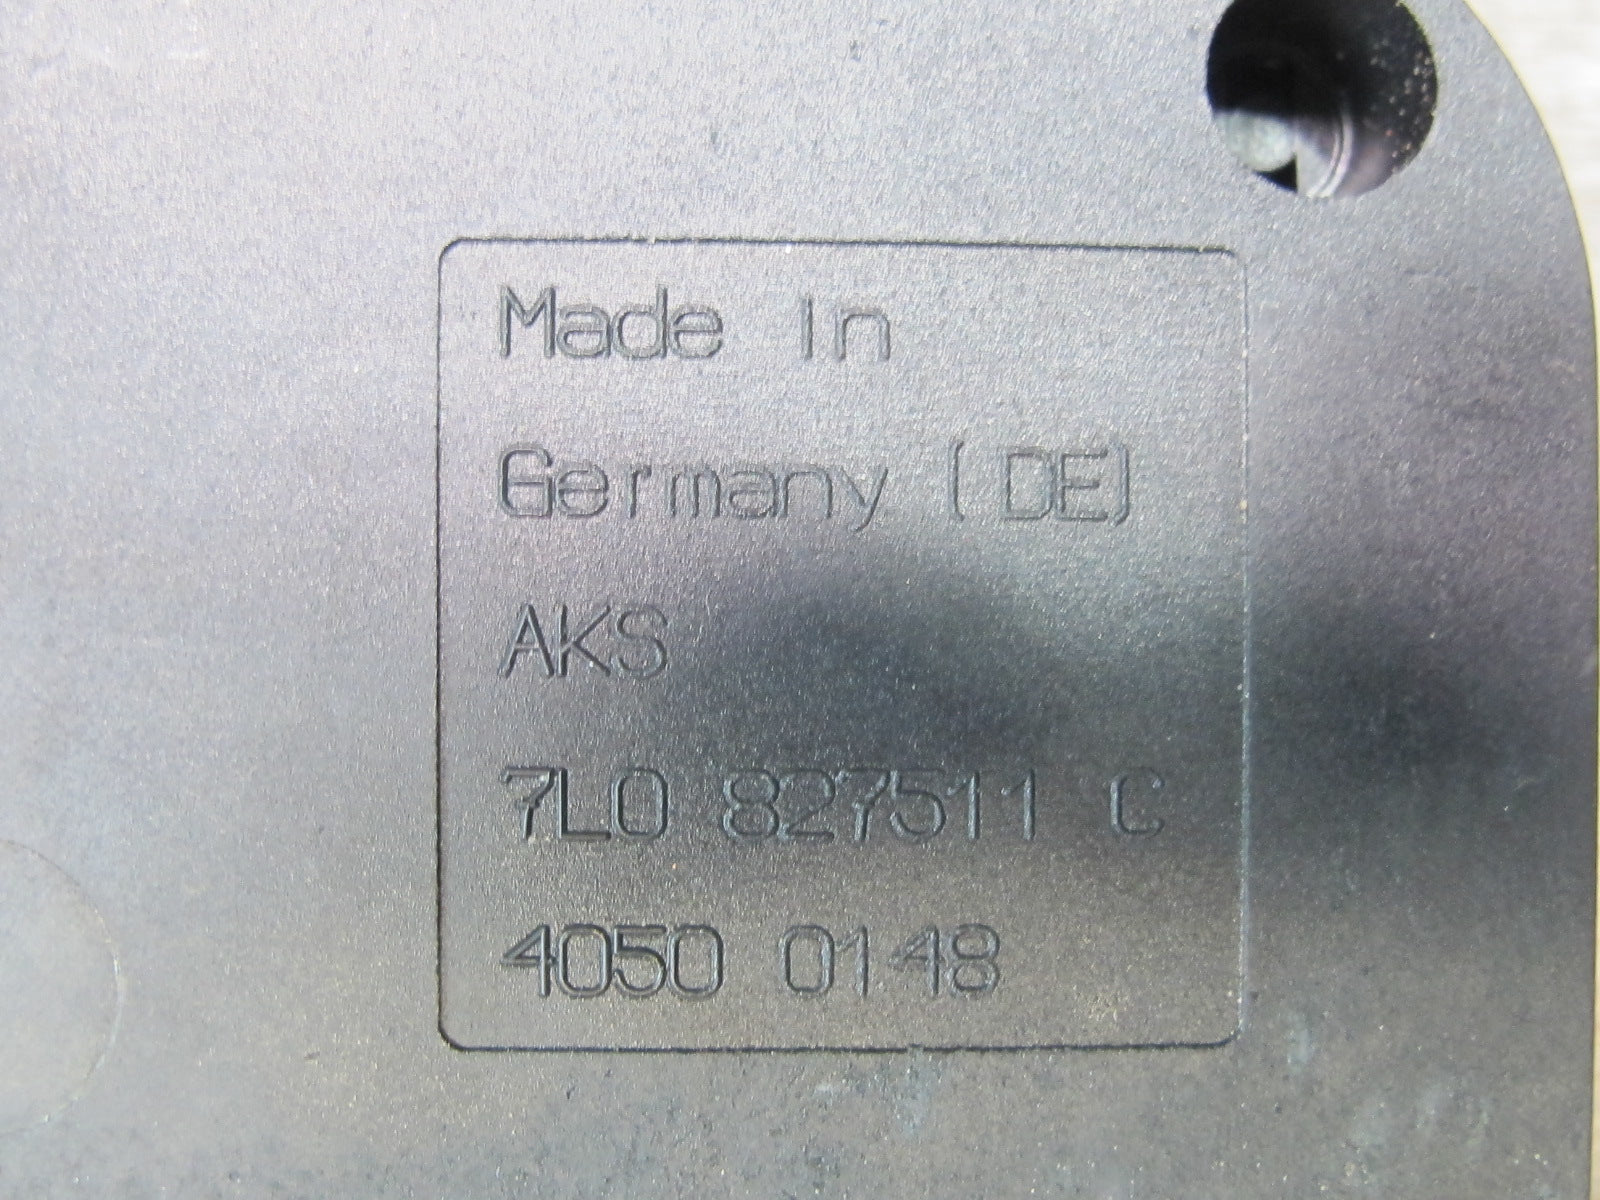 Made In
Germany (DE)
AKS
7L0 827511 C
4050 0148